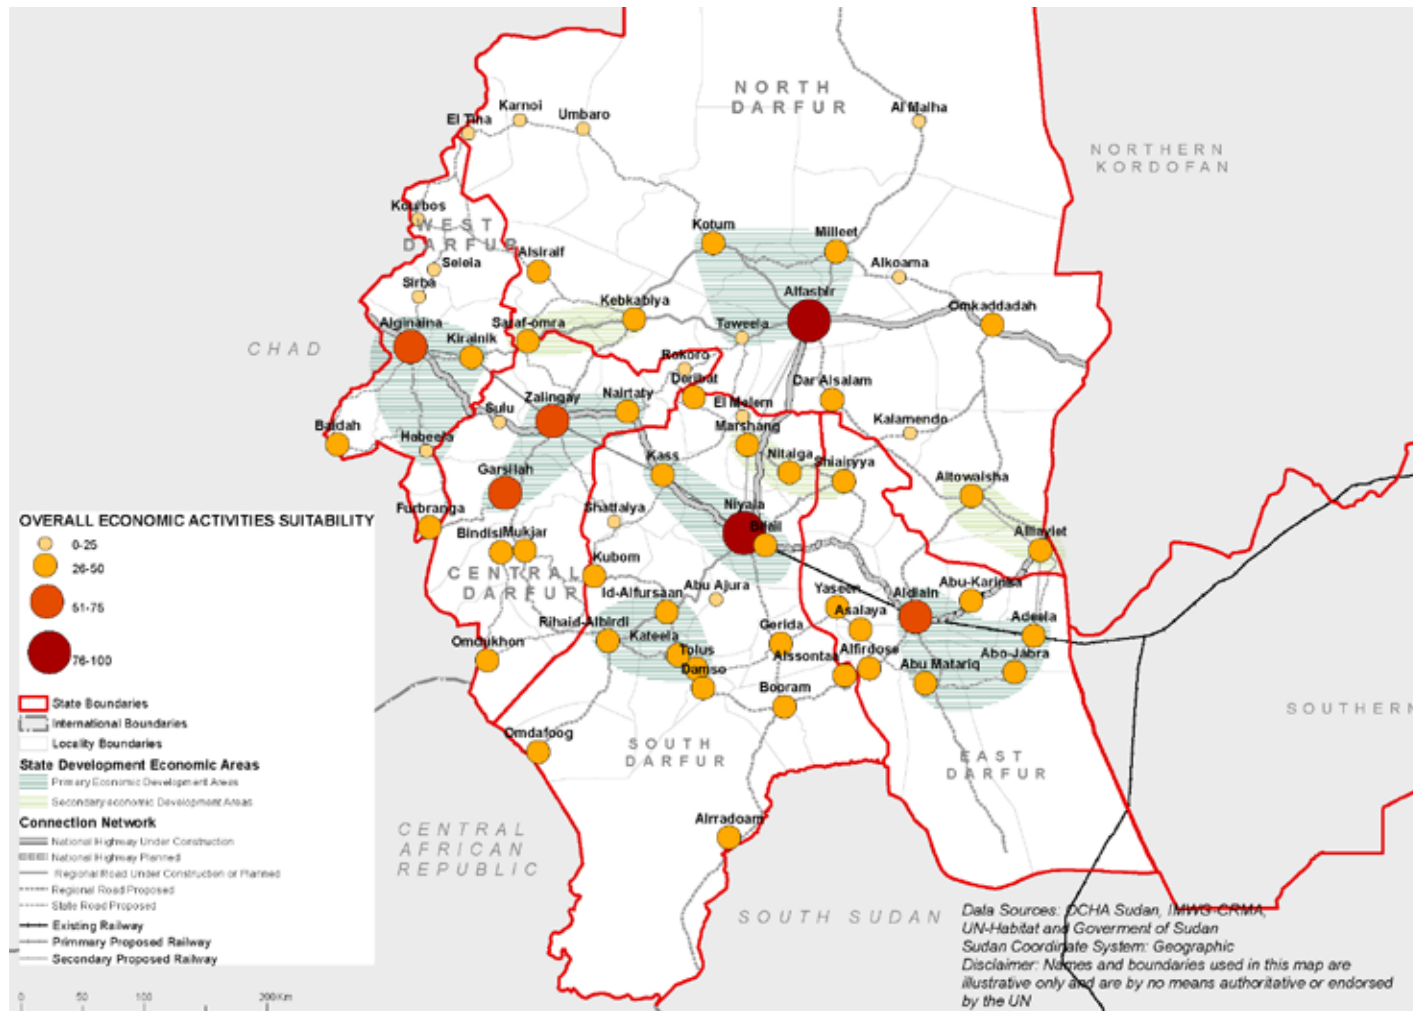 NORTH
DARFUR
Karnoi
Umbaro
El Tina
Al Malha
NORTHERN
KORDOFAN
Koulbos
WEST
DARFUR
Kotum
Milleet
Alsiraif
Alkoama
Selela
Sirba
Kebkabiya
Alfashir
Omkaddadah
Alginaina
Saraf-omra
Kirainik
Taweela
CHAD
Rokoro
Zalingay
Nairtaty
Deribat
Dar Alsalam
Sulu
El Malem
Baidah
Habeela
Marshang
Kalamendo
Kass
Nitaiga
Shiairyya
Garsilah
Altowaisha
Furbranga
Shattaiya
Niyala
Bilail
Alliayiet
OVERALL ECONOMIC ACTIVITIES SUITABILITY
0-25
26-50
51-75
76-100
Bindisi
Mukjar
Kubom
CENTRAL
DARFUR
Id-Alfursaan
Abu Ajura
Yaseen
Aldiain
Abu-Karinka
Asalaya
Adeela
Rihaid-Albirdi
Kateela
Gerida
Omdukhon
Tolus
Alssontaa
Alfirdose
Abu Matariq
Abo-Jabra
Damso
Booram
State Boundaries
International Boundaries
Locality Boundaries
State Development Economic Areas
Primary Economic Development Areas
Secondary economic Development Areas
Connection Network
National Highway Under Construction
National Highway Planned
Regional Road Under Construction or Planned
Regional Road Proposed
State Road Proposed
Existing Railway
Primmary Proposed Railway
Secondary Proposed Railway
SOUTHERN
Omdafoog
SOUTH
DARFUR
EAST
DARFUR
Alrradoam
CENTRAL
AFRICAN
REPUBLIC
SOUTH SUDAN
Data Sources: OCHA Sudan, IMWG-CRMA,
UN-Habitat and Goverment of Sudan
Sudan Coordinate System: Geographic
Disclaimer: Names and boundaries used in this map are
illustrative only and are by no means authoritative or endorsed
by the UN
0 50 100 200 Km